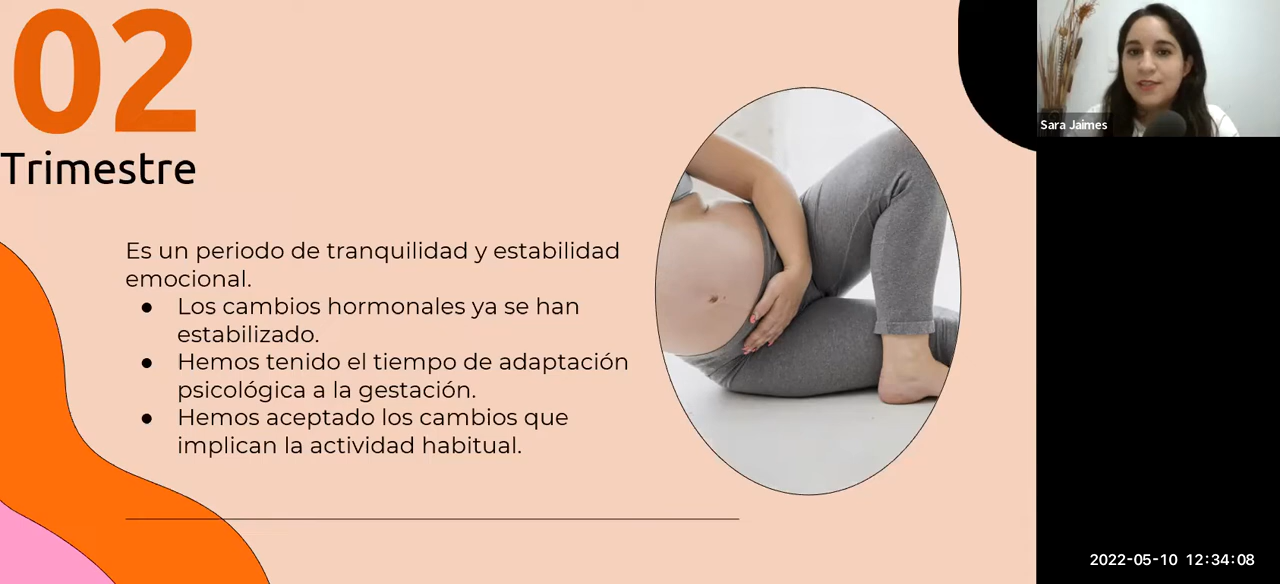 02
Trimestre
Es un periodo de tranquilidad y estabilidad
emocional.
● Los cambios hormonales ya se han
estabilizado.
● Hemos tenido el tiempo de adaptación
psicológica a la gestación.
● Hemos aceptado los cambios que
implican la actividad habitual.
Sara Jaimes
2022-05-10 12:34:08